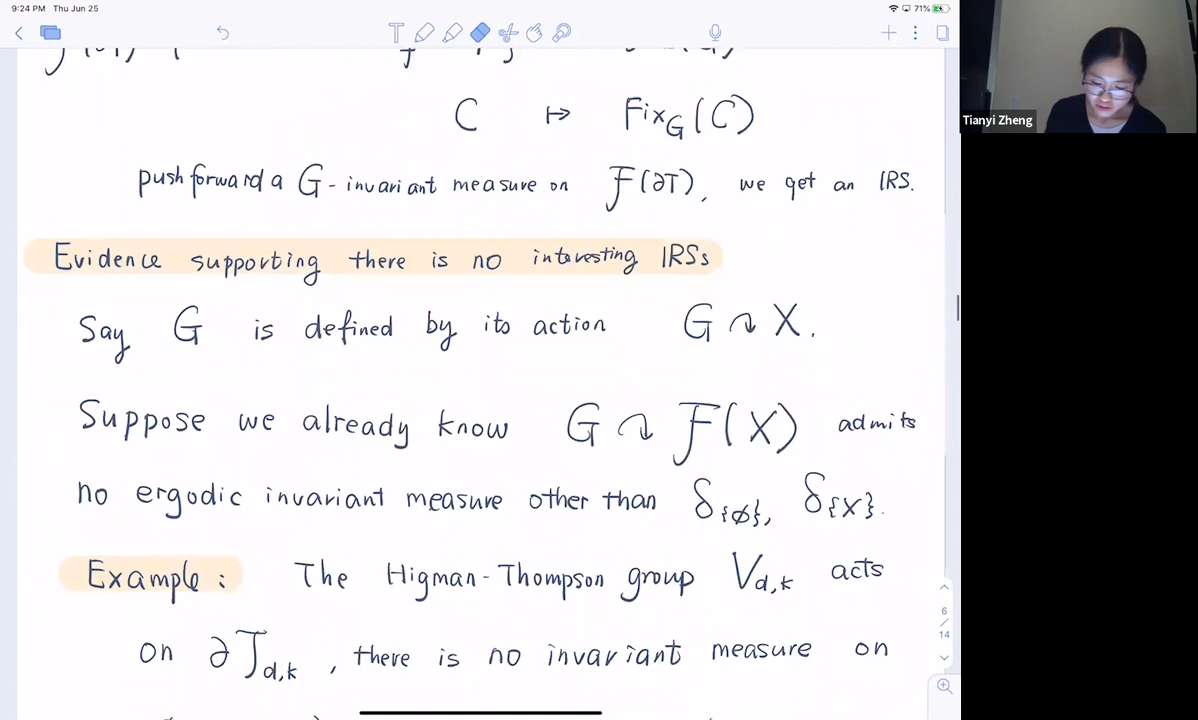 9:24 PM Thu Jun 25
71%
C ↦ Fix_G(C)
Tianyi Zheng
push forward a G-invariant measure on F(∂T), we get an IRS.
Evidence supporting there is no interesting IRSs
Say G is defined by its action G ↷ X.
Suppose we already know G ↷ F(X) admits
no ergodic invariant measure other than δ_{∅}, δ_{X}.
Example : The Higman-Thompson group V_{d,k} acts
on ∂T_{d,k}, there is no invariant measure on
6
/
14